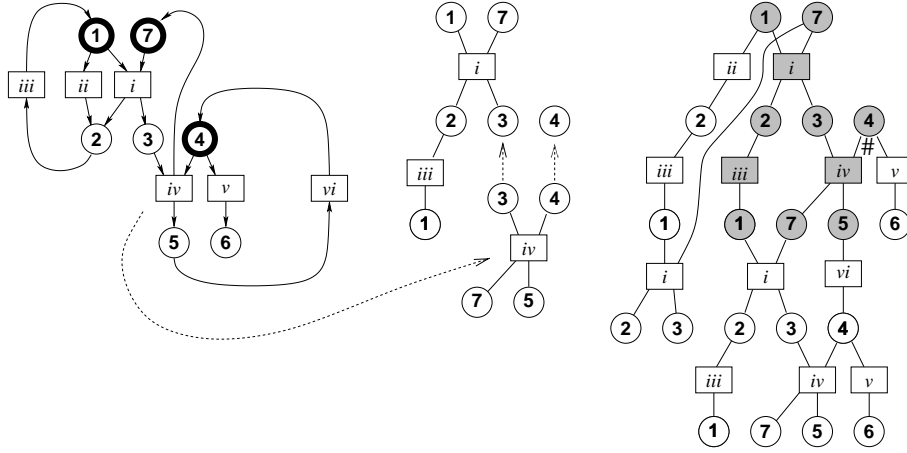 1 7
iii ii i
2 3 4
iv v vi
5 6
1 7
i
2 3 4
iii
1 3 4
iv
7 5
1 7
ii i
2 2 3 4
#
iii iii iv v
1 1 7 5 6
i i vi
2 3 2 3 4
iii iv v
1 7 5 6